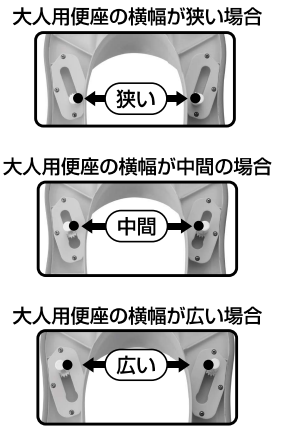 大人用便座の横幅が狭い場合
狭い
大人用便座の横幅が中間の場合
中間
大人用便座の横幅が広い場合
広い